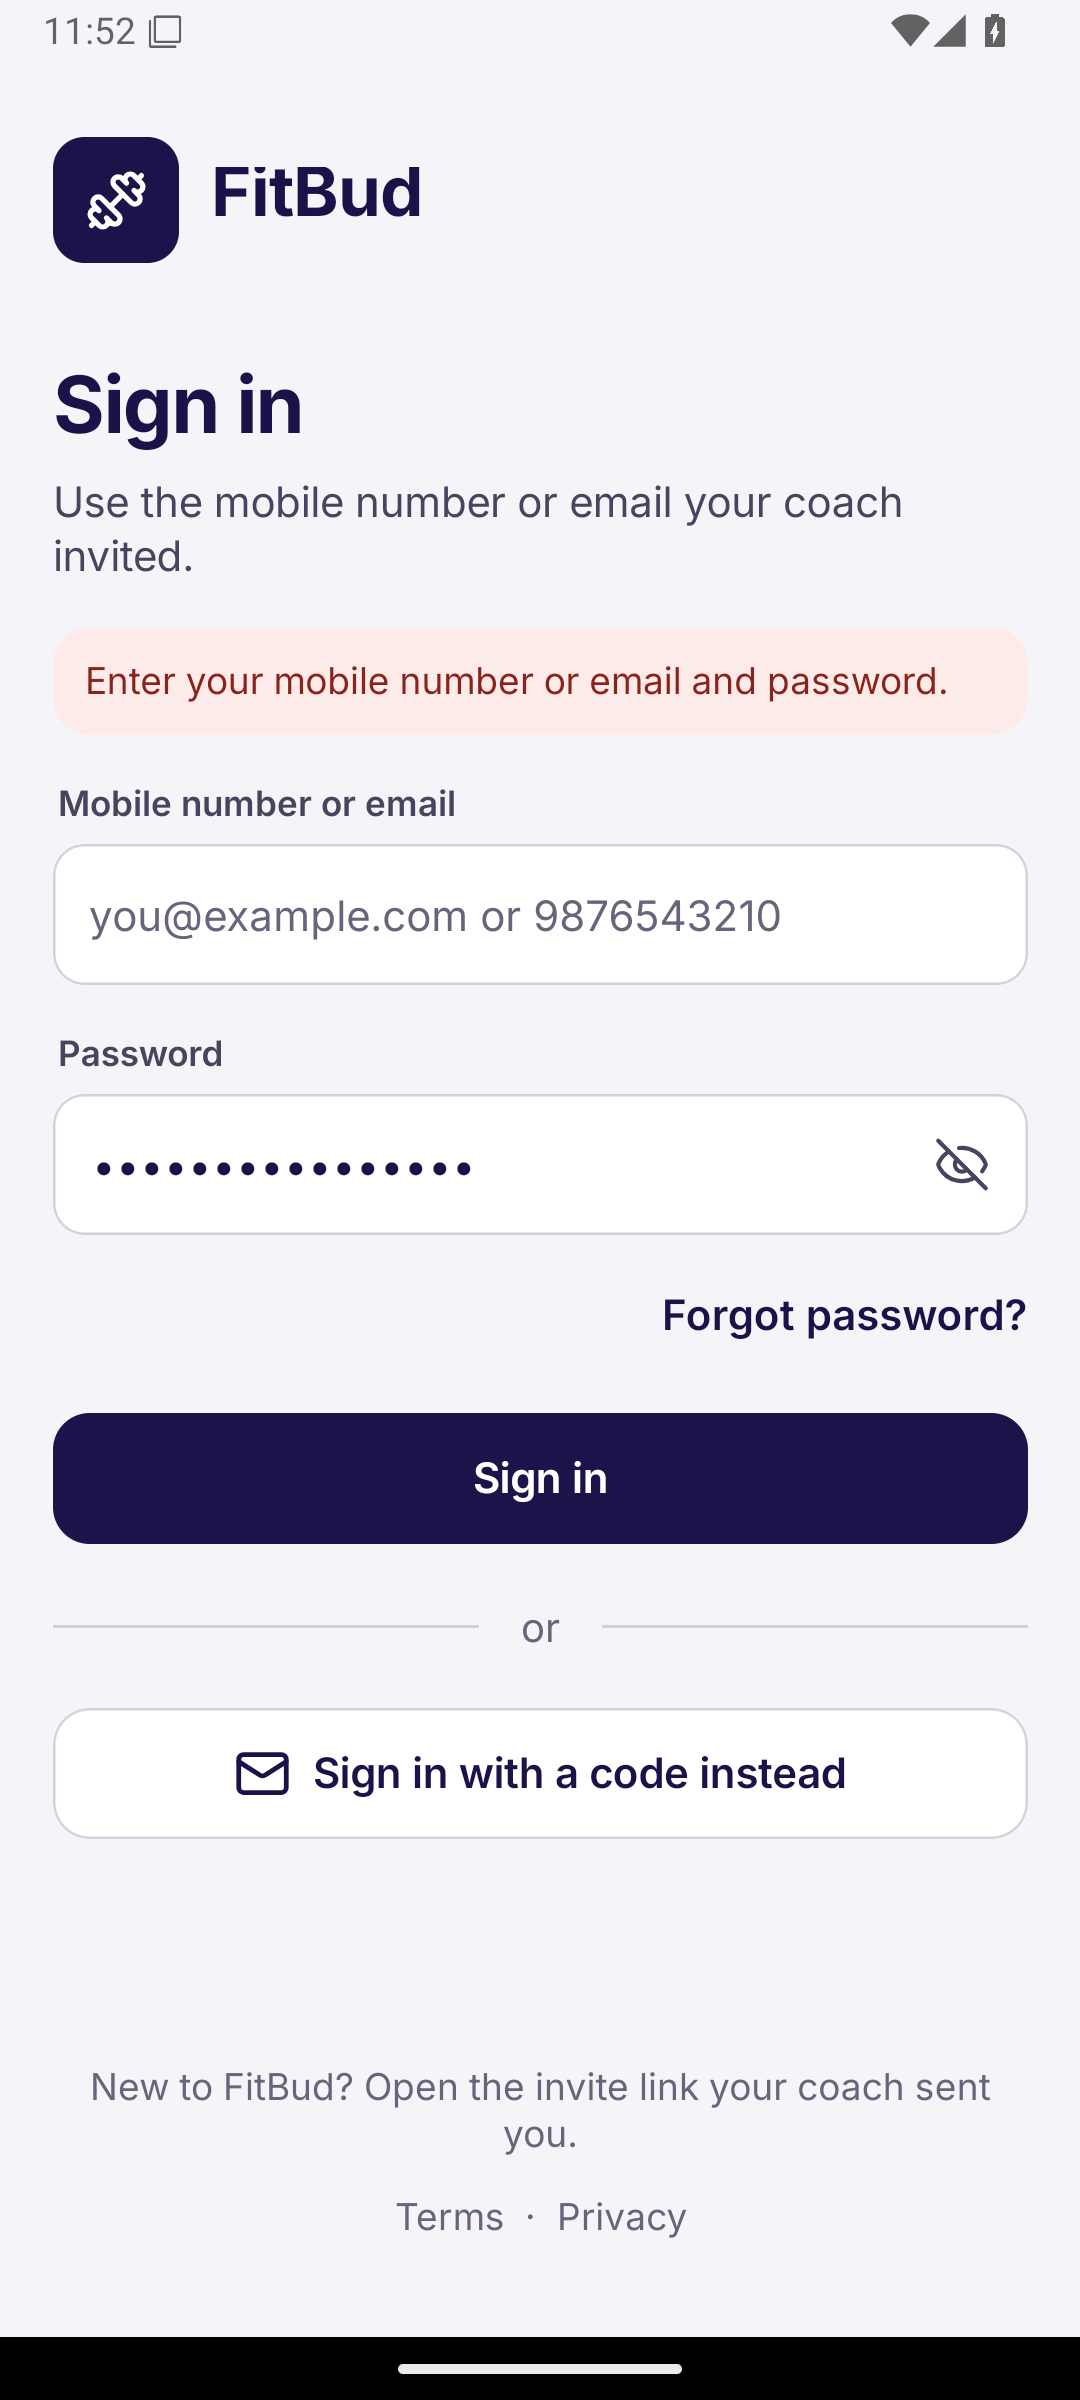 11:52
FitBud
Sign in
Use the mobile number or email your coach
invited.
Enter your mobile number or email and password.
Mobile number or email
you@example.com or 9876543210
Password
••••••••••••••••
Forgot password?
Sign in
or
Sign in with a code instead
New to FitBud? Open the invite link your coach sent
you.
Terms · Privacy